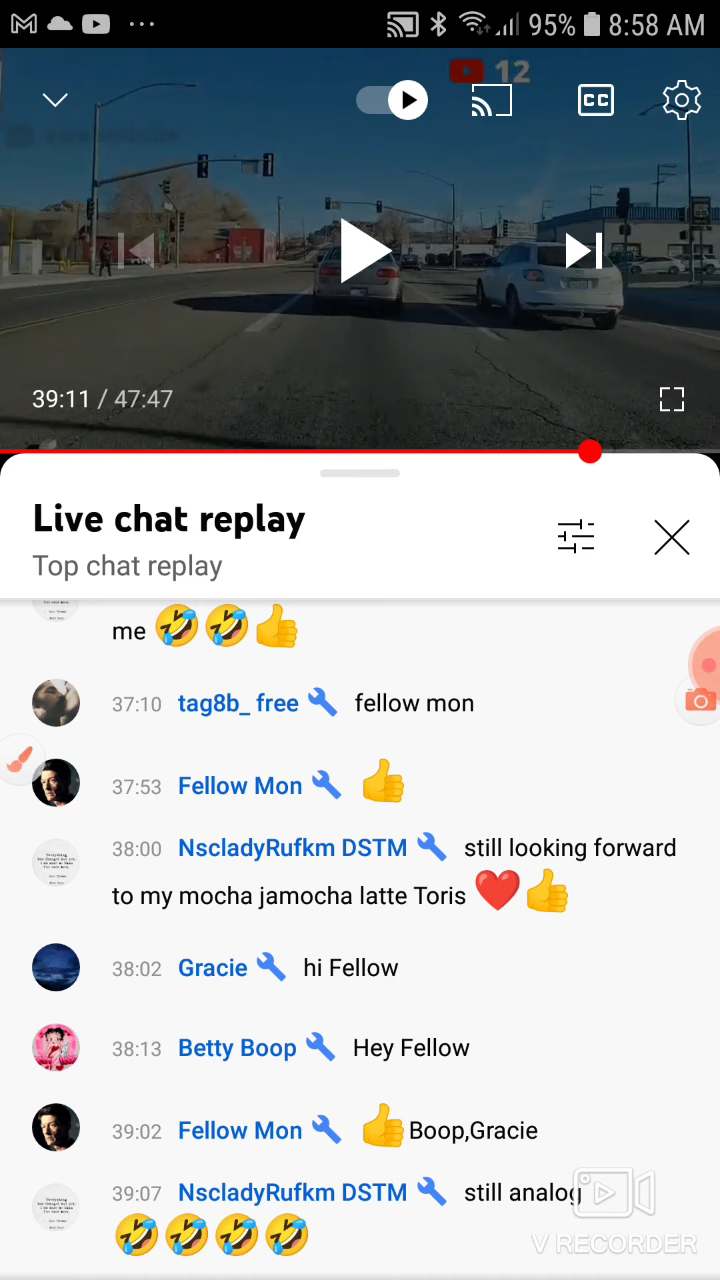 95% 8:58 AM
12
CC
39:11 / 47:47
Live chat replay
Top chat replay
me 🤣🤣👍
37:10 tag8b_ free fellow mon
37:53 Fellow Mon 👍
38:00 NscladyRufkm DSTM still looking forward
to my mocha jamocha latte Toris ❤️👍
38:02 Gracie hi Fellow
38:13 Betty Boop Hey Fellow
39:02 Fellow Mon 👍Boop,Gracie
39:07 NscladyRufkm DSTM still analog
🤣🤣🤣🤣
V RECORDER